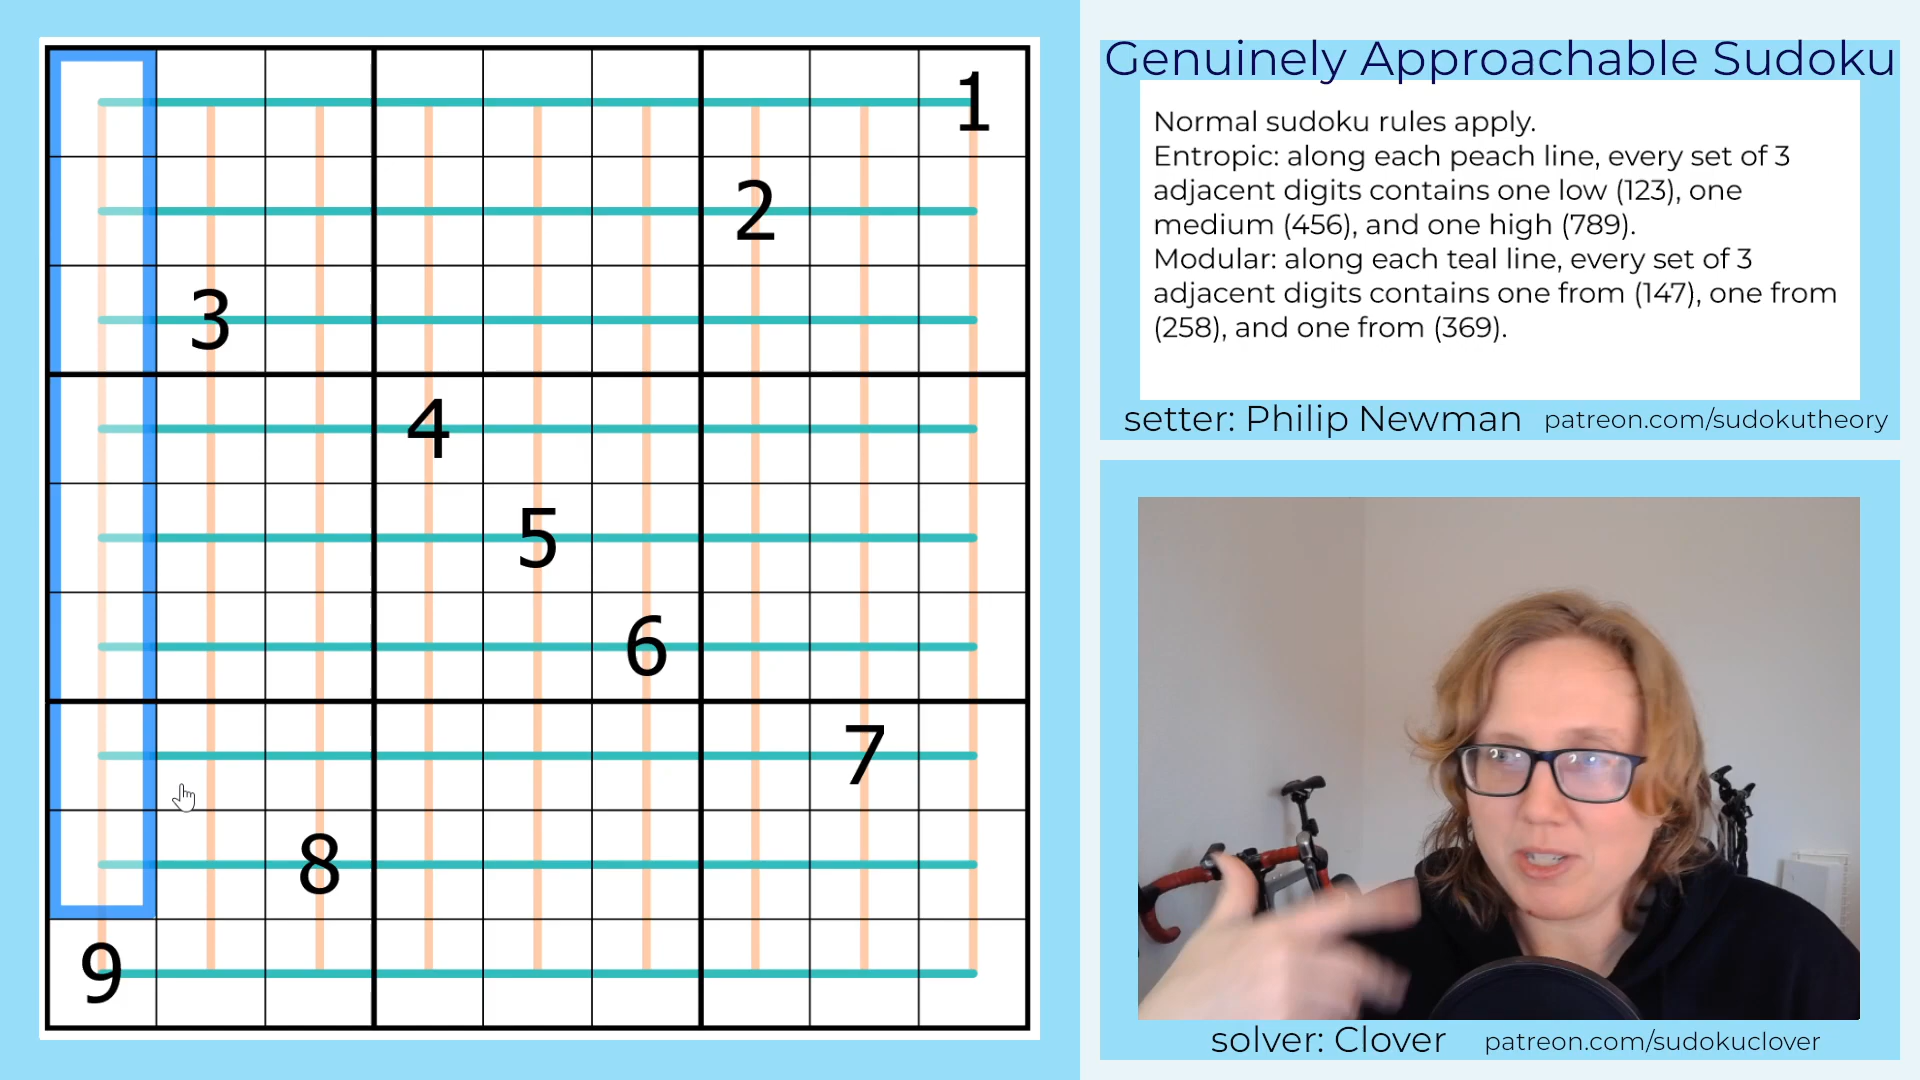 Genuinely Approachable Sudoku
Normal sudoku rules apply.
Entropic: along each peach line, every set of 3
adjacent digits contains one low (123), one
medium (456), and one high (789).
Modular: along each teal line, every set of 3
adjacent digits contains one from (147), one from
(258), and one from (369).
setter: Philip Newman patreon.com/sudokutheory
1
2
3
4
5
6
7
8
9
solver: Clover patreon.com/sudokuclover